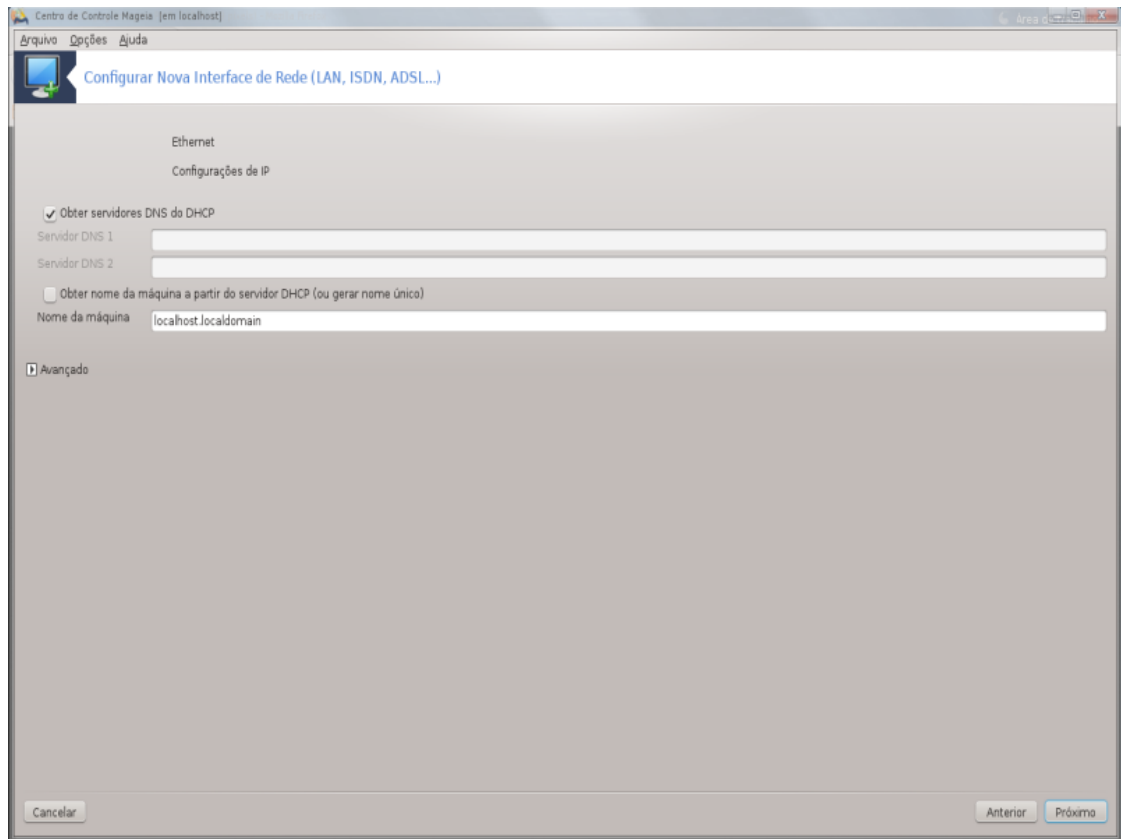 Centro de Controle Mageia [em localhost]
Arquivo Opções Ajuda
Configurar Nova Interface de Rede (LAN, ISDN, ADSL...)
Ethernet
Configurações de IP
Obter servidores DNS do DHCP
Servidor DNS 1
Servidor DNS 2
Obter nome da máquina a partir do servidor DHCP (ou gerar nome único)
Nome da máquina localhost.localdomain
Avançado
Cancelar Anterior Próximo